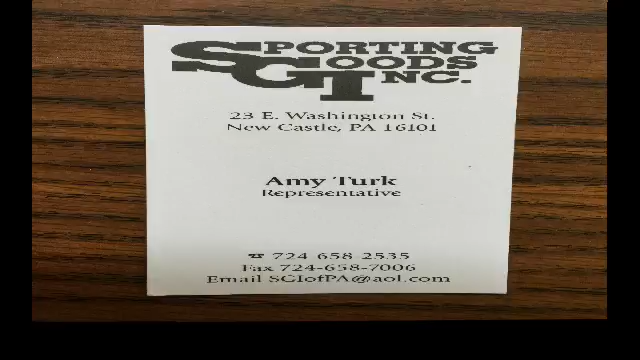 SPORTING
GOODS
INC.
23 E. Washington St.
New Castle, PA 16101
Amy Turk
Representative
☎ 724 658 2535
Fax 724-658-7006
Email SGIofPA@aol.com